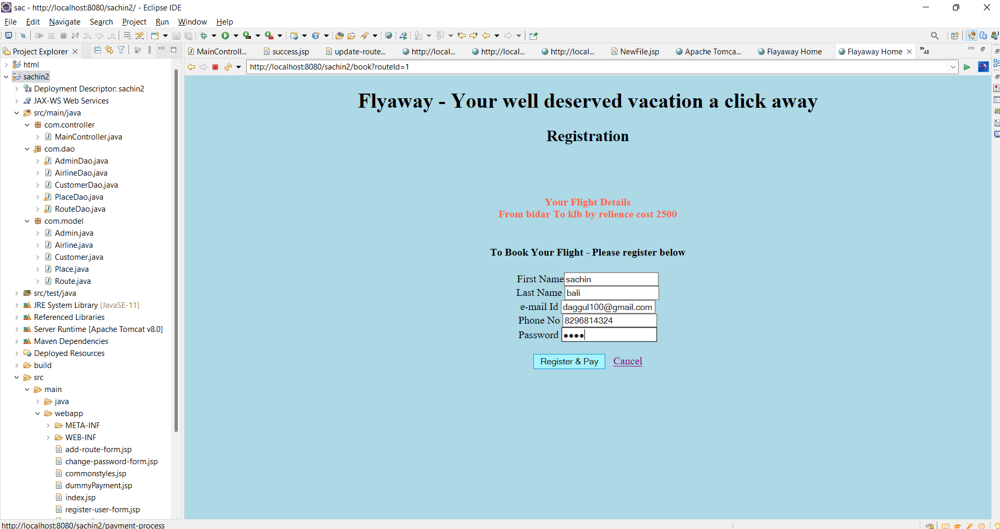 sac - http://localhost:8080/sachin2/ - Eclipse IDE
File Edit Navigate Search Project Run Window Help
Project Explorer
MainControll... success.jsp update-route... http://local... http://local... http://local... NewFile.jsp Apache Tomca... Flayaway Home Flayaway Home »48
http://localhost:8080/sachin2/book?routeId=1
html
sachin2
Deployment Descriptor: sachin2
JAX-WS Web Services
src/main/java
com.controller
MainController.java
com.dao
AdminDao.java
AirlineDao.java
CustomerDao.java
PlaceDao.java
RouteDao.java
com.model
Admin.java
Airline.java
Customer.java
Place.java
Route.java
src/test/java
JRE System Library [JavaSE-11]
Referenced Libraries
Server Runtime [Apache Tomcat v8.0]
Maven Dependencies
Deployed Resources
build
src
main
java
webapp
META-INF
WEB-INF
add-route-form.jsp
change-password-form.jsp
commonstyles.jsp
dummyPayment.jsp
index.jsp
register-user-form.jsp
Flyaway - Your well deserved vacation a click away
Registration
Your Flight Details
From bidar To klb by relience cost 2500
To Book Your Flight - Please register below
First Name sachin
Last Name bali
e-mail Id daggul100@gmail.com
Phone No 8296814324
Password ••••
Register & Pay Cancel
http://localhost:8080/sachin2/payment-process